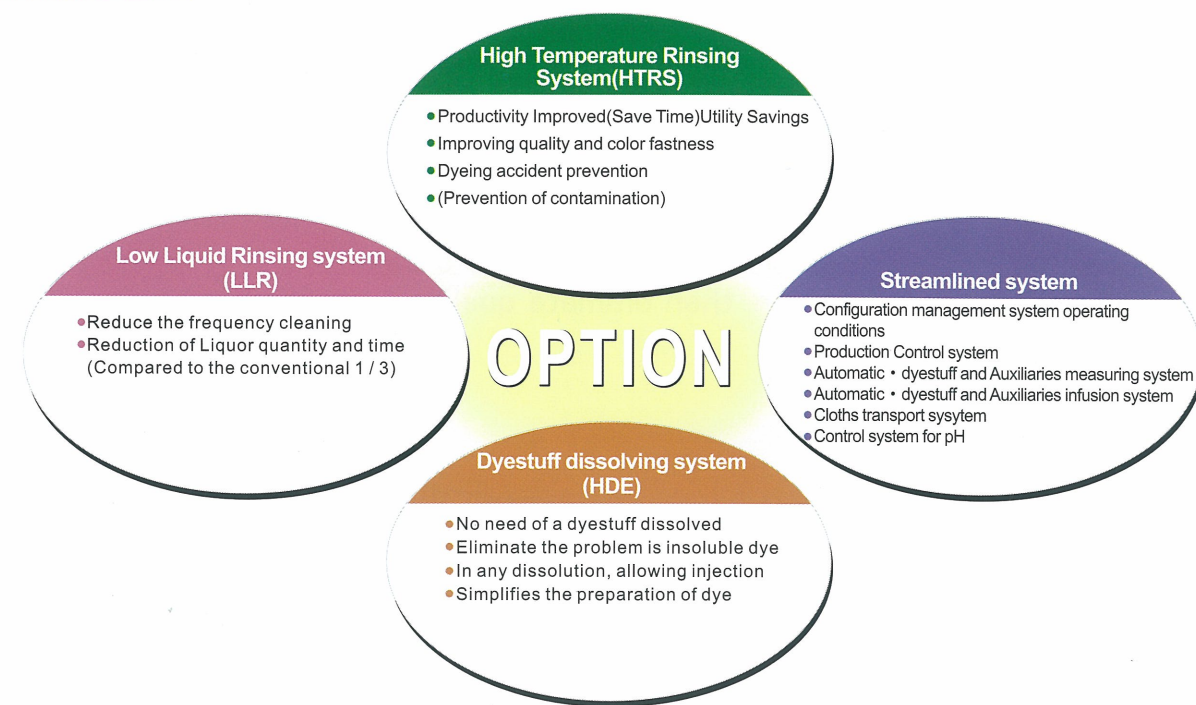 High Temperature Rinsing
System(HTRS)
●Productivity Improved(Save Time)Utility Savings
●Improving quality and color fastness
●Dyeing accident prevention
●(Prevention of contamination)
Low Liquid Rinsing system
(LLR)
●Reduce the frequency cleaning
●Reduction of Liquor quantity and time
(Compared to the conventional 1 / 3)
OPTION
Streamlined system
●Configuration management system operating
conditions
●Production Control system
●Automatic・dyestuff and Auxiliaries measuring system
●Automatic・dyestuff and Auxiliaries infusion system
●Cloths transport sysytem
●Control system for pH
Dyestuff dissolving system
(HDE)
●No need of a dyestuff dissolved
●Eliminate the problem is insoluble dye
●In any dissolution, allowing injection
●Simplifies the preparation of dye